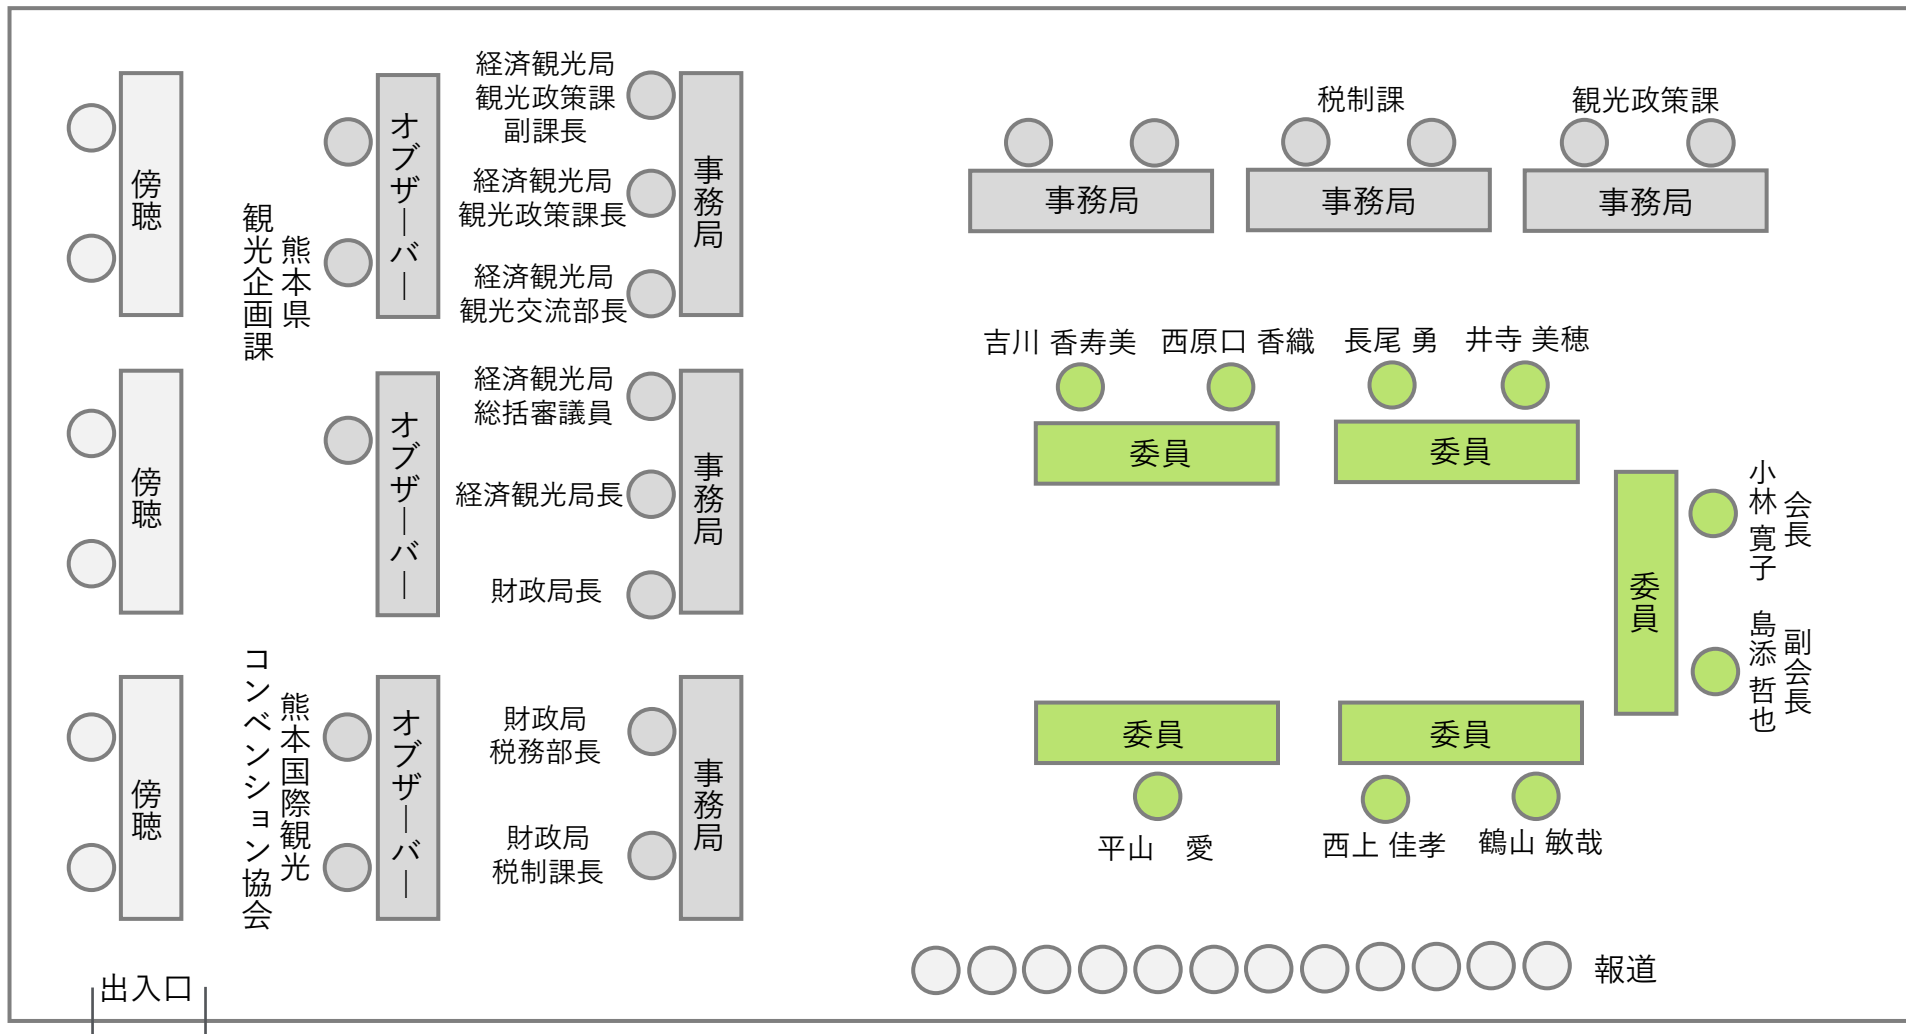 経済観光局
観光政策課
副課長
経済観光局
観光政策課長
経済観光局
観光交流部長
経済観光局
総括審議員
経済観光局長
財政局長
財政局
税務部長
財政局
税制課長
事務局
事務局
事務局
傍聴
傍聴
傍聴
オブザーバー
オブザーバー
オブザーバー
熊本県
観光企画課
熊本国際観光
コンベンション協会
出入口
税制課
観光政策課
事務局
事務局
事務局
吉川 香寿美
西原口 香織
長尾 勇
井寺 美穂
委員
委員
会長
小林 寛子
副会長
島添 哲也
委員
委員
委員
平山　愛
西上 佳孝
鶴山 敏哉
報道